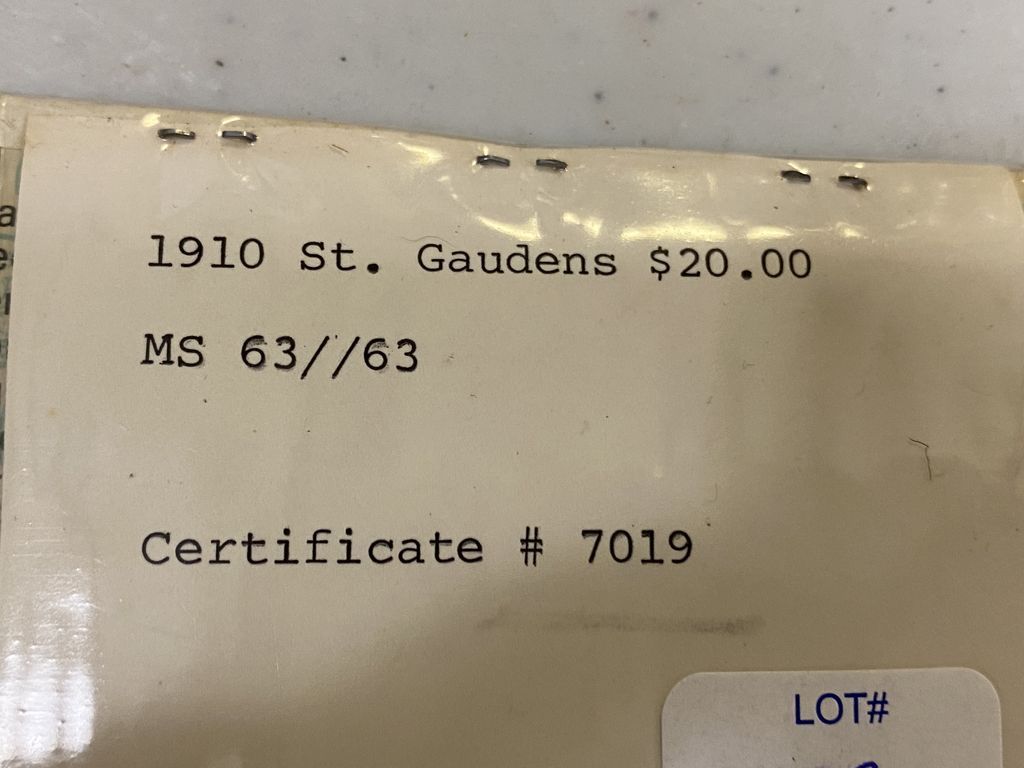 1910 St. Gaudens $20.00
MS 63//63
Certificate # 7019
LOT#